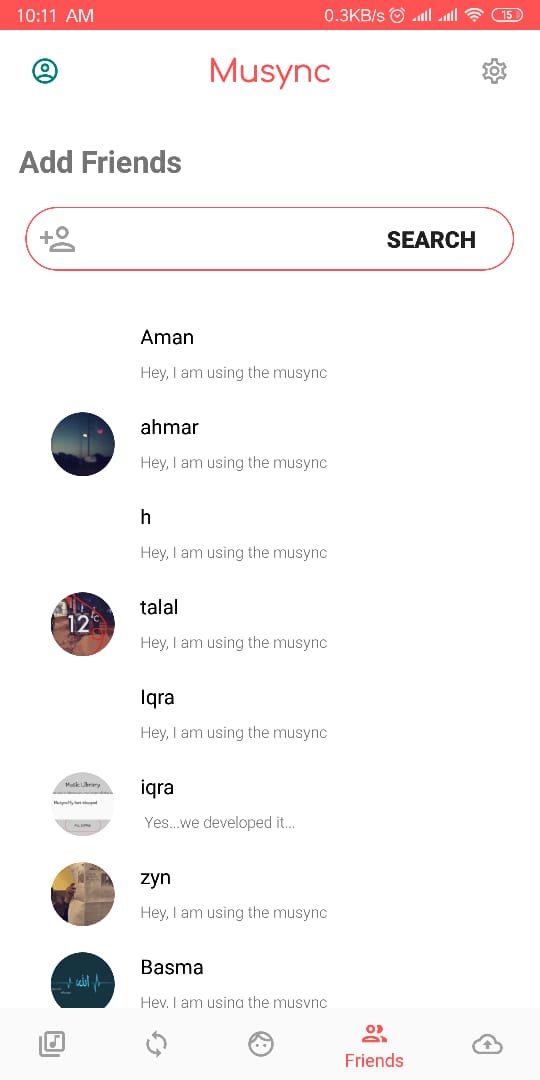 10:11 AM 0.3KB/s 15
Musync
Add Friends
SEARCH
Aman
Hey, I am using the musync
ahmar
Hey, I am using the musync
h
Hey, I am using the musync
talal
12
Hey, I am using the musync
Iqra
Hey, I am using the musync
Music Library
iqra
Yes...we developed it...
zyn
Hey, I am using the musync
Basma
Hey, I am using the musync
Friends